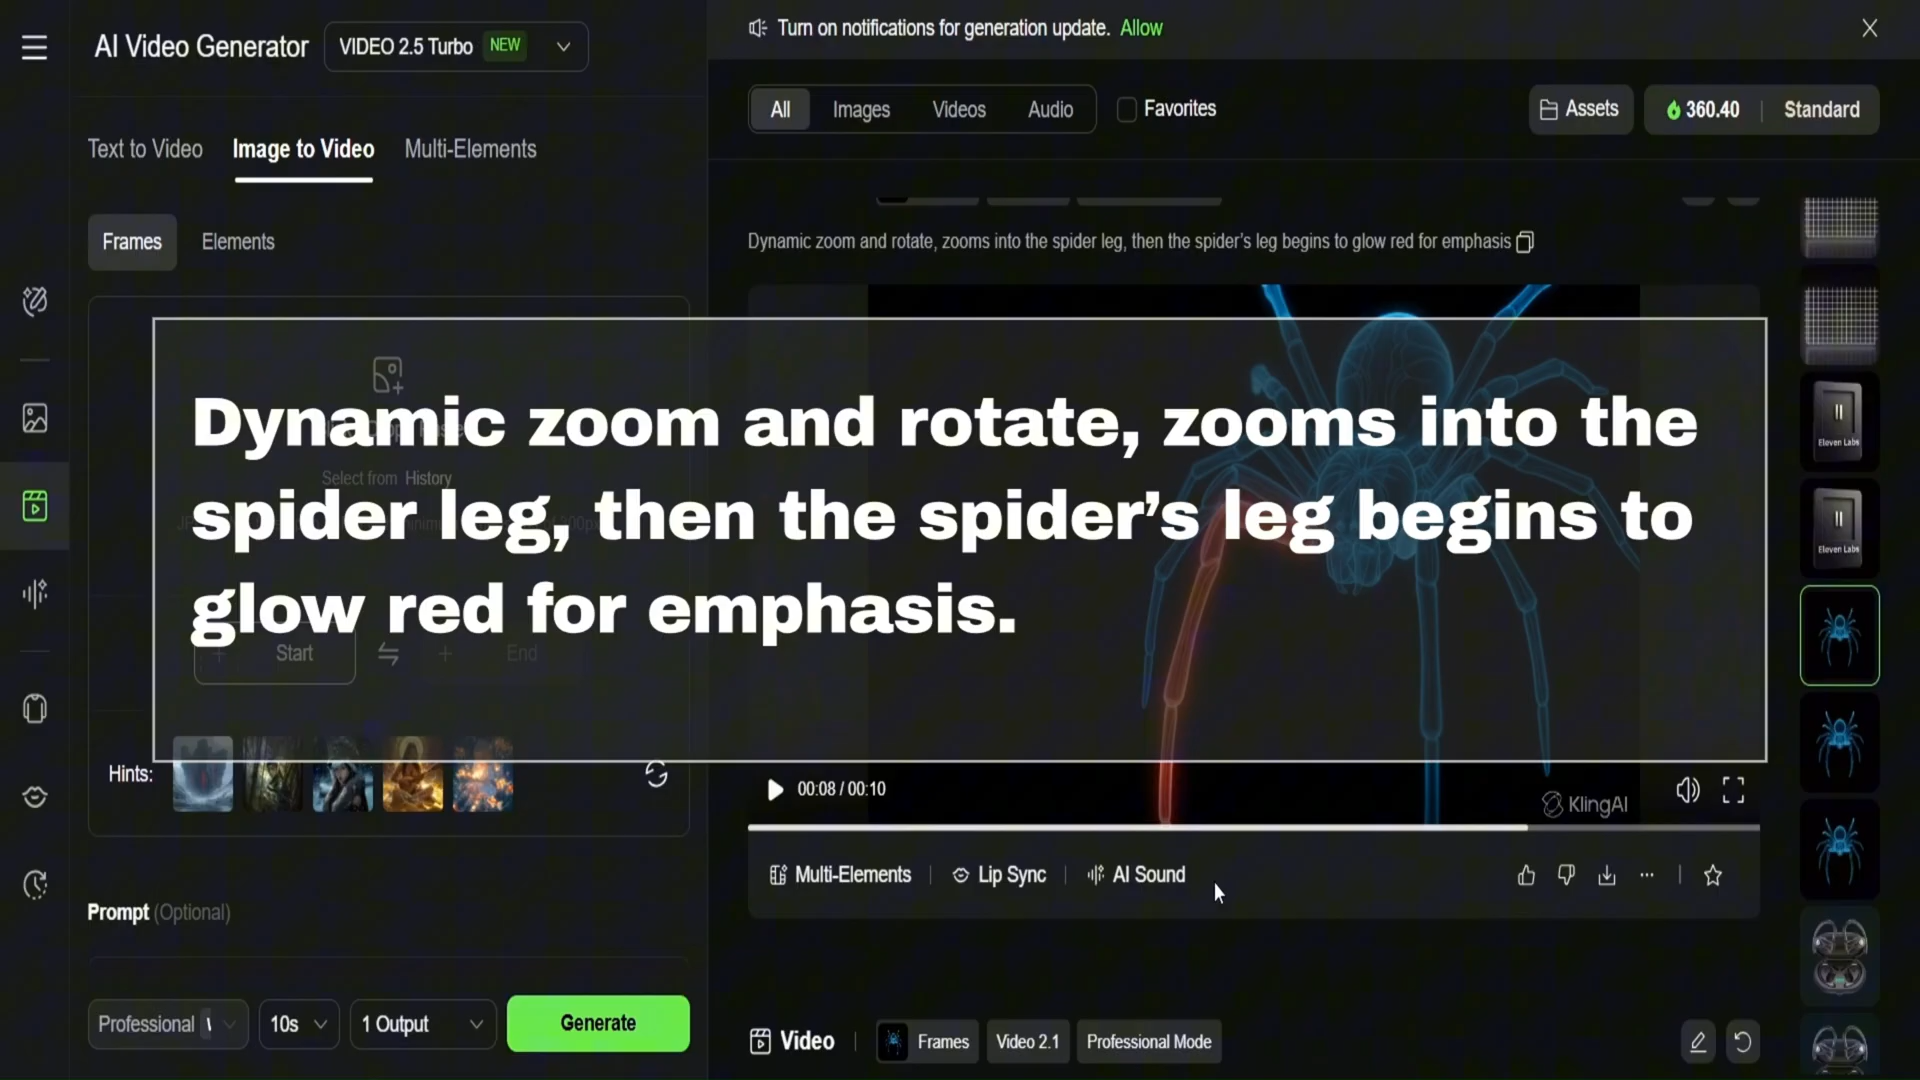 AI Video Generator
VIDEO 2.5 Turbo NEW
Turn on notifications for generation update. Allow
All Images Videos Audio Favorites
Assets
360.40 Standard
Text to Video Image to Video Multi-Elements
Frames Elements
Dynamic zoom and rotate, zooms into the spider leg, then the spider's leg begins to glow red for emphasis
Dynamic zoom and rotate, zooms into the
spider leg, then the spider’s leg begins to
glow red for emphasis.
Select from History
Start End
Hints:
Prompt (Optional)
Professional
10s
1 Output
Generate
00:08 / 00:10
KlingAI
Multi-Elements Lip Sync AI Sound
Video Frames Video 2.1 Professional Mode
Eleven Labs
Eleven Labs